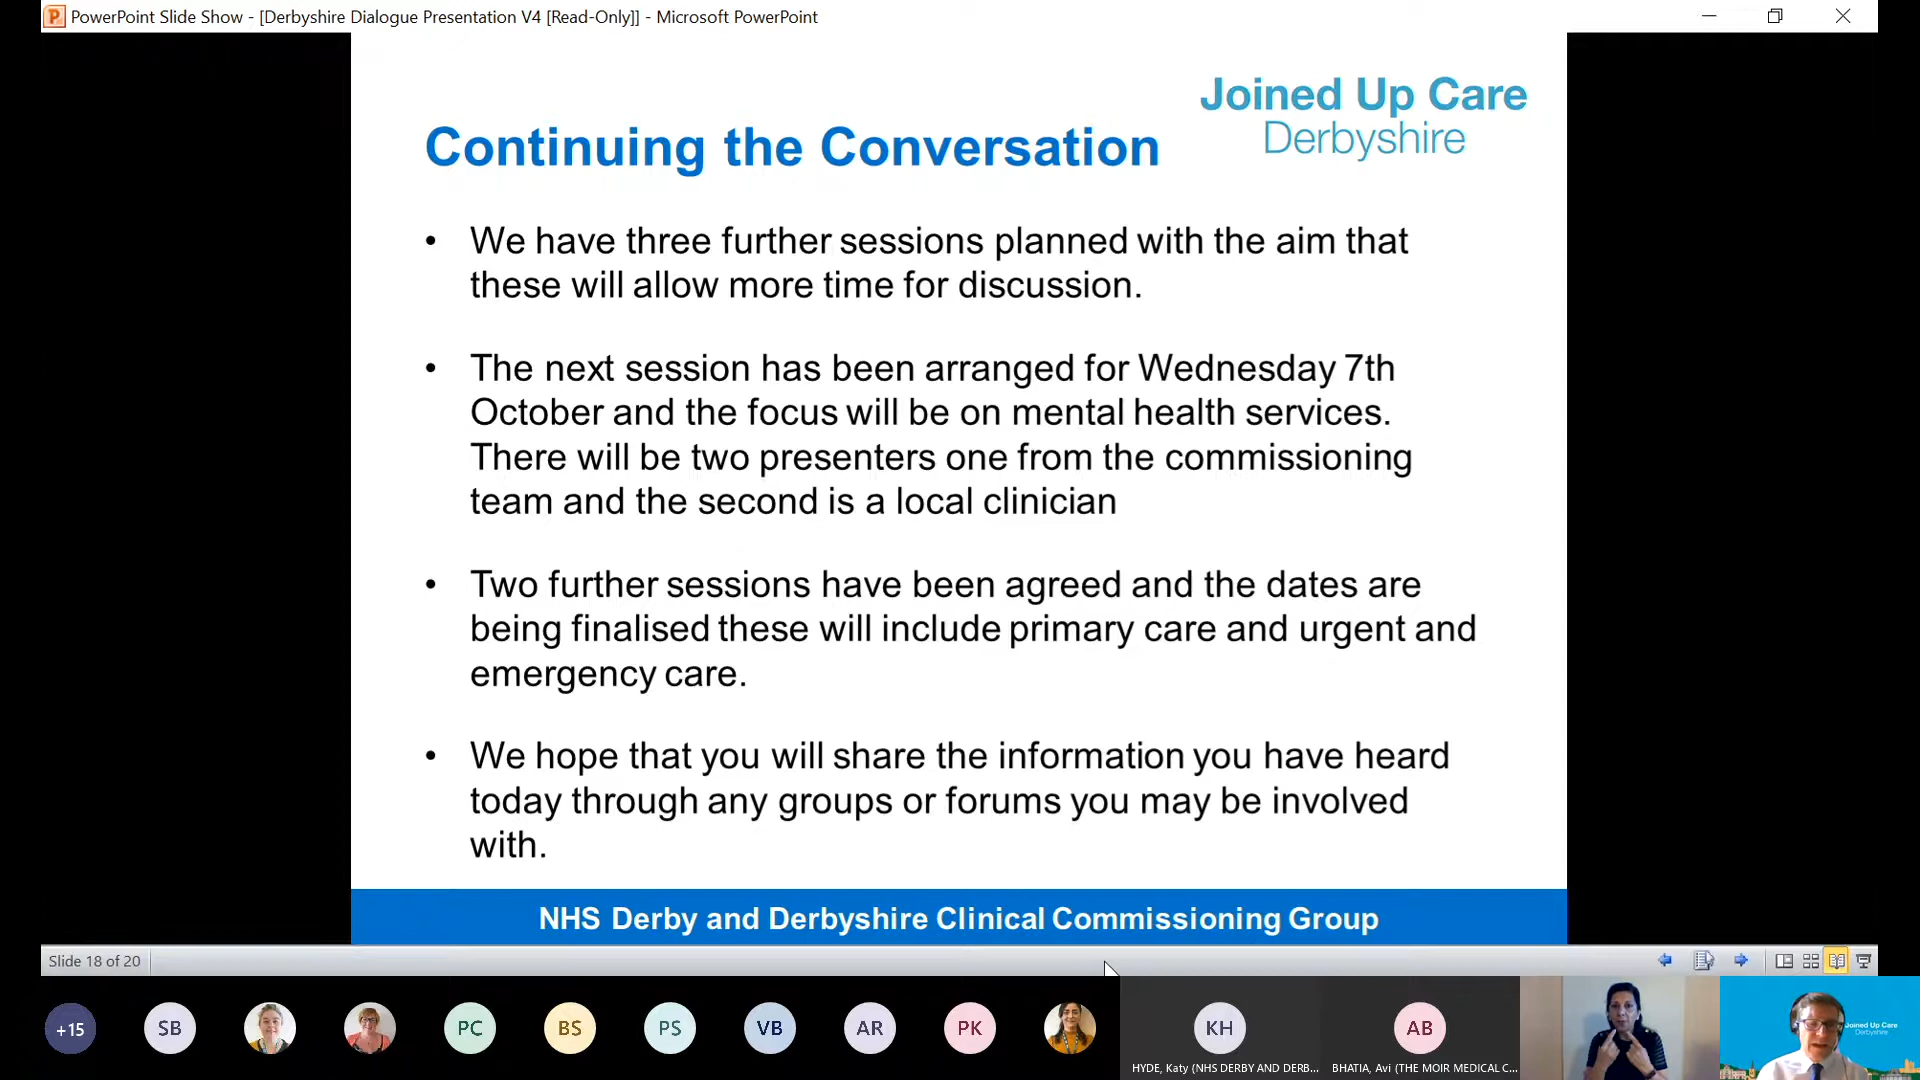 PowerPoint Slide Show - [Derbyshire Dialogue Presentation V4 [Read-Only]] - Microsoft PowerPoint
Joined Up Care
Derbyshire
Continuing the Conversation
• We have three further sessions planned with the aim that
these will allow more time for discussion.
• The next session has been arranged for Wednesday 7th
October and the focus will be on mental health services.
There will be two presenters one from the commissioning
team and the second is a local clinician
• Two further sessions have been agreed and the dates are
being finalised these will include primary care and urgent and
emergency care.
• We hope that you will share the information you have heard
today through any groups or forums you may be involved
with.
NHS Derby and Derbyshire Clinical Commissioning Group
Slide 18 of 20
+15 SB PC BS PS VB AR PK KH AB
HYDE, Katy (NHS DERBY AND DERB... BHATIA, Avi (THE MOIR MEDICAL C...
Joined Up Care
Derbyshire